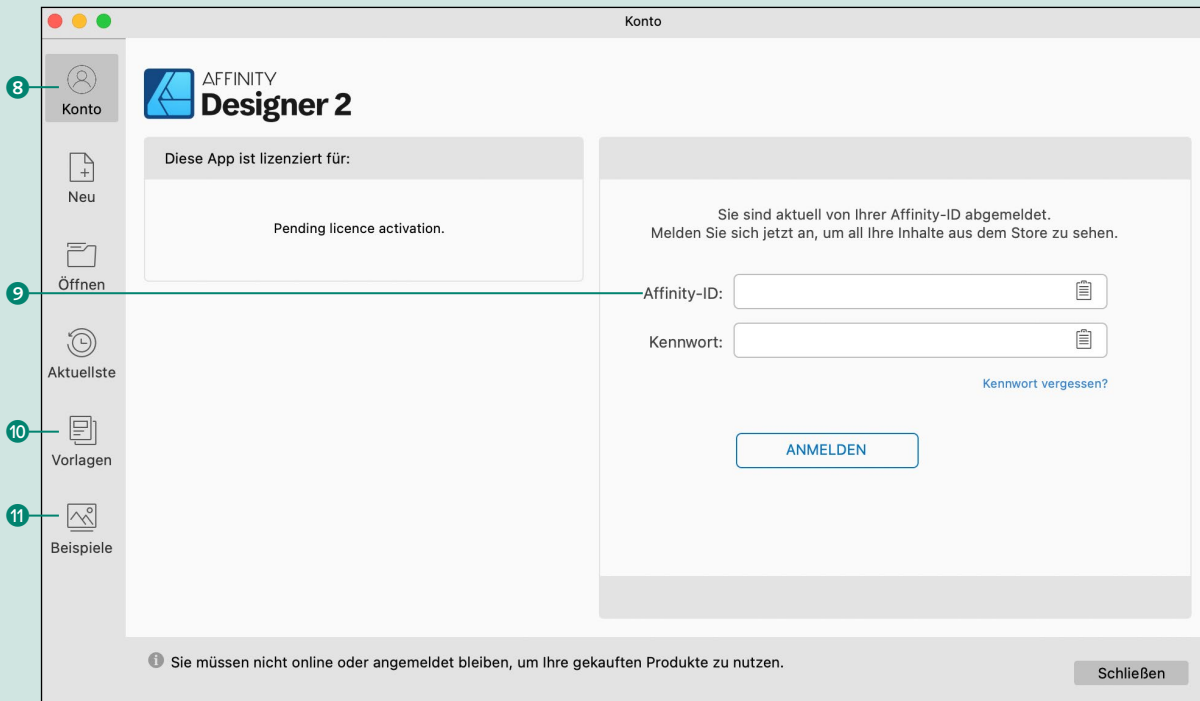 Konto
8
Konto
Neu
Öffnen
9
Aktuellste
10
Vorlagen
11
Beispiele
AFFINITY
Designer 2
Diese App ist lizenziert für:
Pending licence activation.
Sie sind aktuell von Ihrer Affinity-ID abgemeldet.
Melden Sie sich jetzt an, um all Ihre Inhalte aus dem Store zu sehen.
Affinity-ID:
Kennwort:
Kennwort vergessen?
ANMELDEN
Sie müssen nicht online oder angemeldet bleiben, um Ihre gekauften Produkte zu nutzen.
Schließen